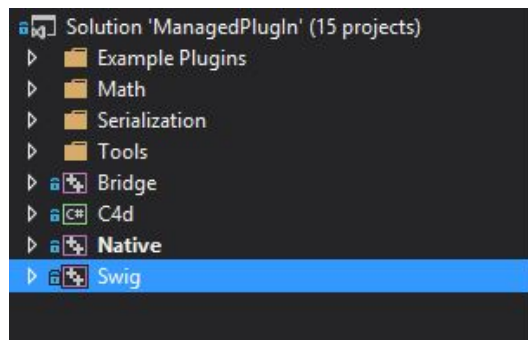 Solution 'ManagedPlugIn' (15 projects)
Example Plugins
Math
Serialization
Tools
Bridge
C# C4d
Native
Swig